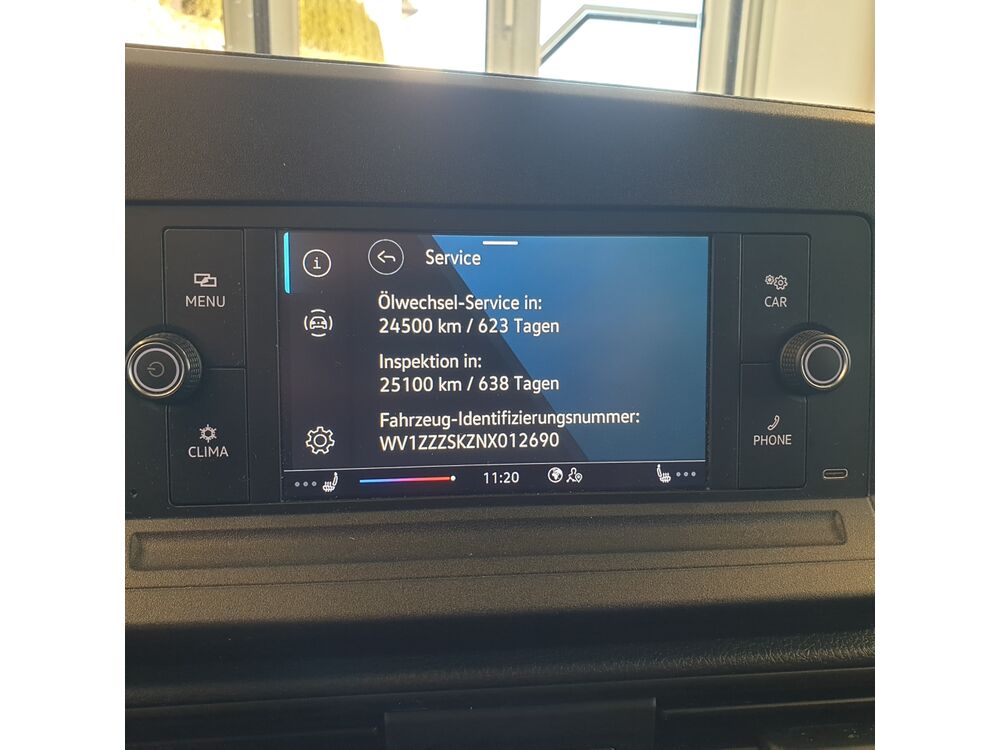 MENU
CLIMA
Service
Ölwechsel-Service in:
24500 km / 623 Tagen
Inspektion in:
25100 km / 638 Tagen
Fahrzeug-Identifizierungsnummer:
WV1ZZZSKZNX012690
11:20
CAR
PHONE